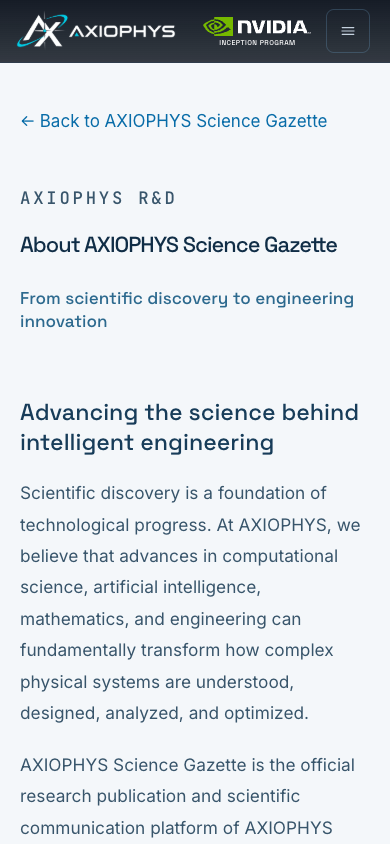 AXIOPHYS
NVIDIA
INCEPTION PROGRAM
← Back to AXIOPHYS Science Gazette
AXIOPHYS R&D
About AXIOPHYS Science Gazette
From scientific discovery to engineering
innovation
Advancing the science behind
intelligent engineering
Scientific discovery is a foundation of
technological progress. At AXIOPHYS, we
believe that advances in computational
science, artificial intelligence,
mathematics, and engineering can
fundamentally transform how complex
physical systems are understood,
designed, analyzed, and optimized.
AXIOPHYS Science Gazette is the official
research publication and scientific
communication platform of AXIOPHYS